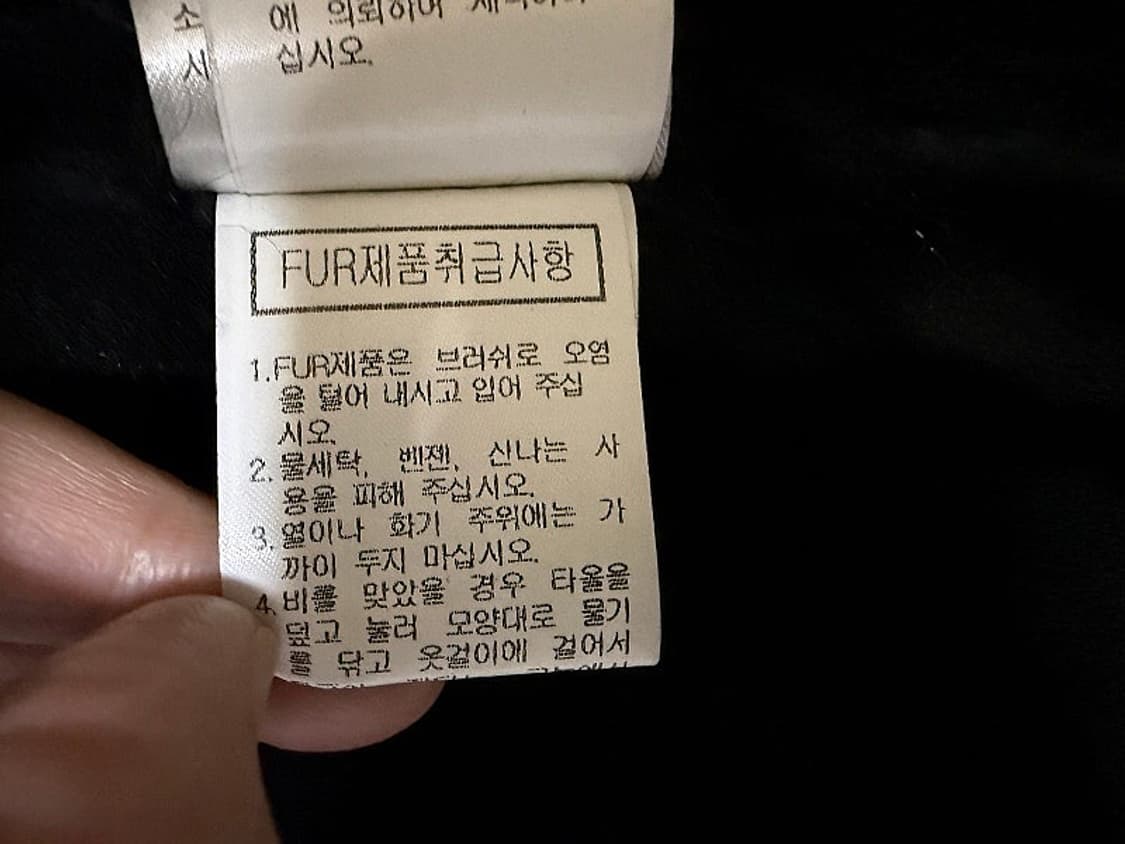 소
시
에 의뢰하며
십시오.
FUR제품취급사항
1.FUR제품은 브러쉬로 오염
을 털어 내시고 입어 주십
시오.
2.물세탁, 벤젠, 신나는 사
용을 피해 주십시오.
3.열이나 화기 주위에는 가
까이 두지 마십시오.
4.비를 맞았을 경우 타올을
덮고 눌러 모양대로 물기
를 닦고 옷걸이에 걸어서